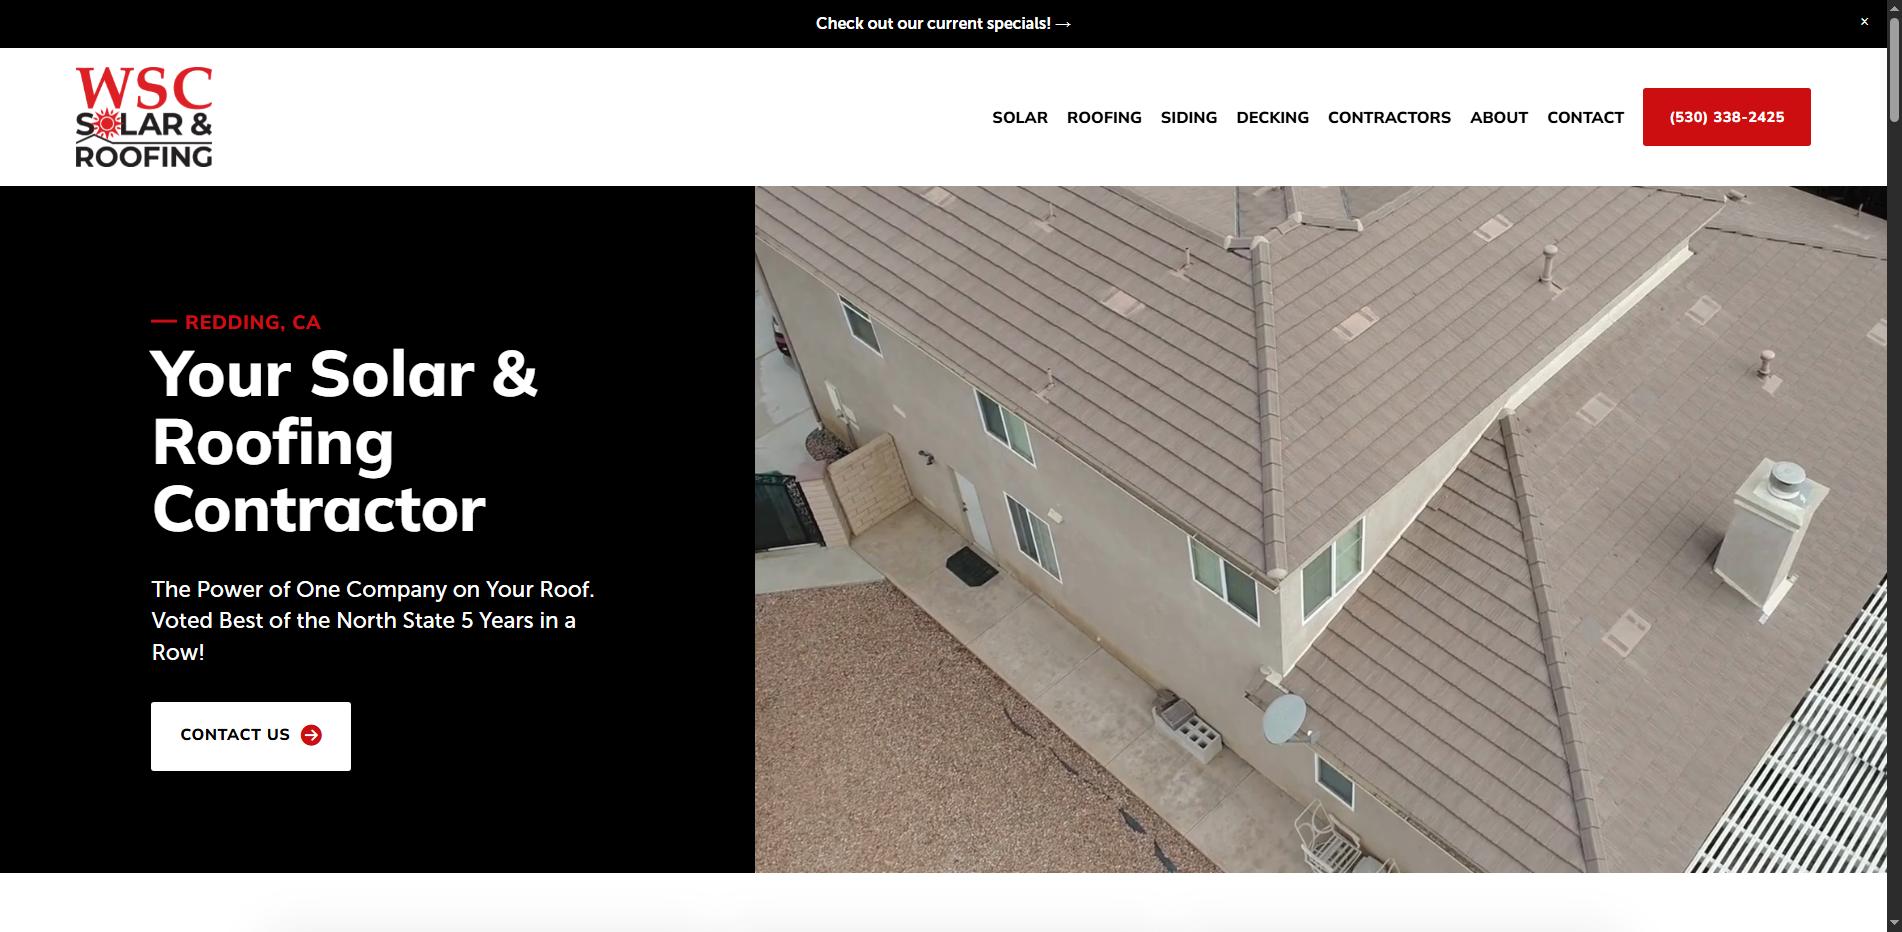 Check out our current specials! →
×
WSC
SOLAR &
ROOFING
SOLAR ROOFING SIDING DECKING CONTRACTORS ABOUT CONTACT (530) 338-2425
REDDING, CA
Your Solar &
Roofing
Contractor
The Power of One Company on Your Roof.
Voted Best of the North State 5 Years in a
Row!
CONTACT US